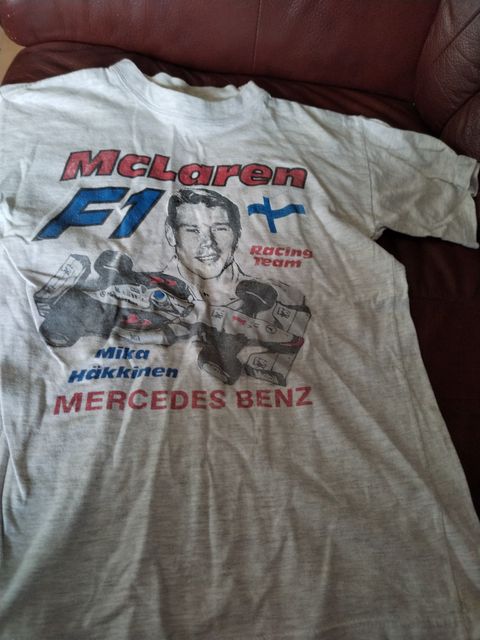 McLaren
F1
Racing
Team
Mika
Häkkinen
MERCEDES BENZ